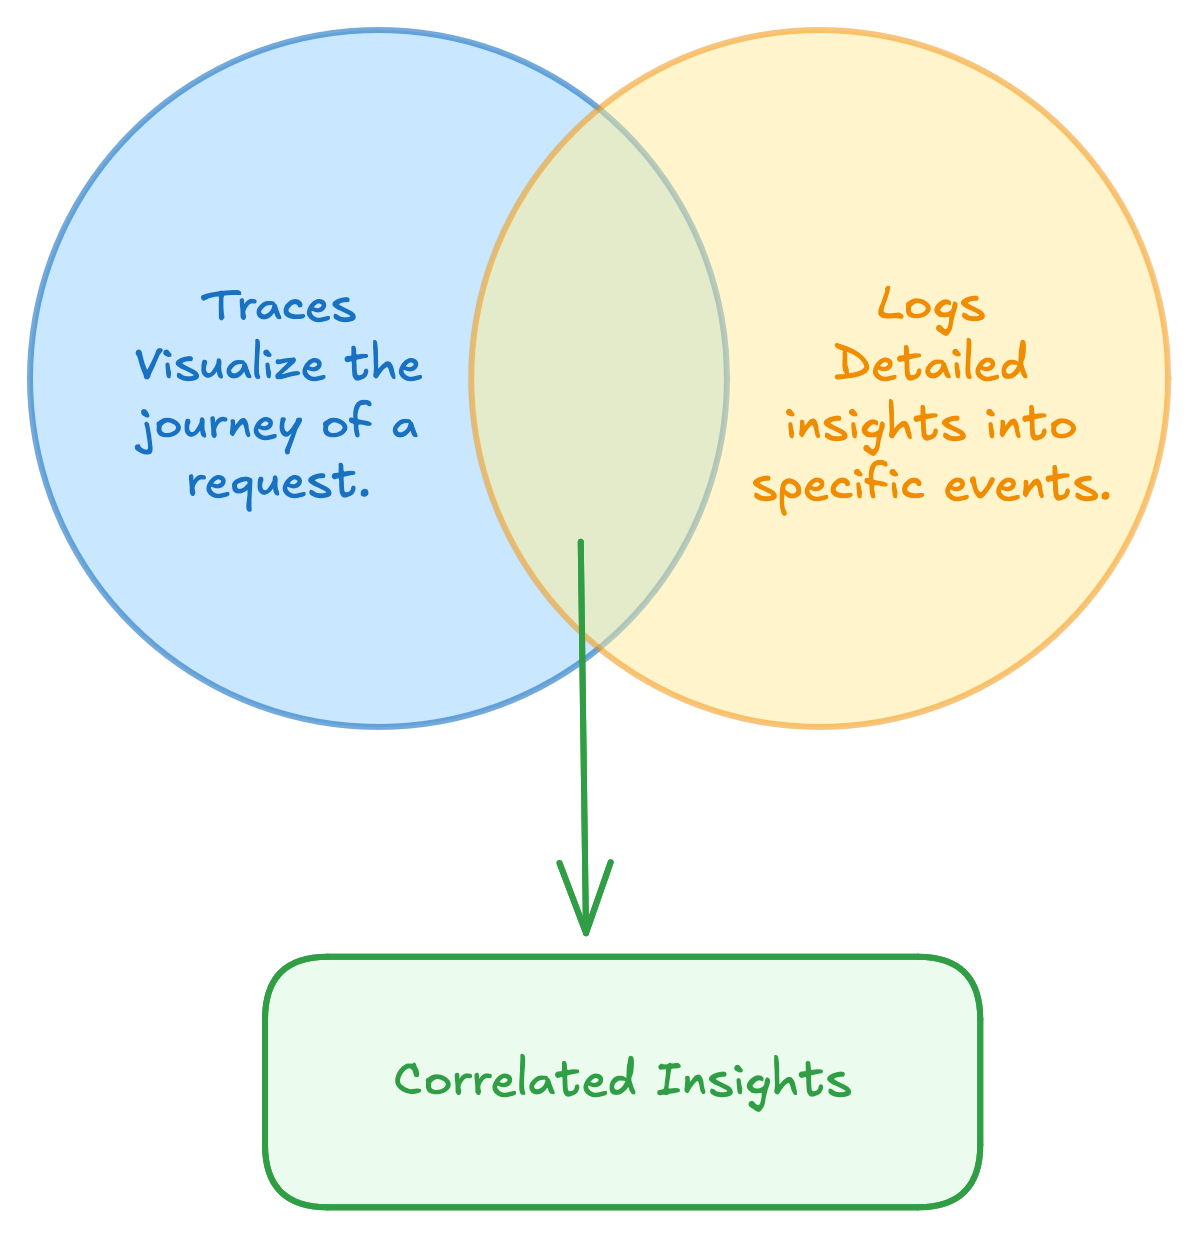 Traces
Visualize the
journey of a
request.
Logs
Detailed
insights into
specific events.
Correlated Insights